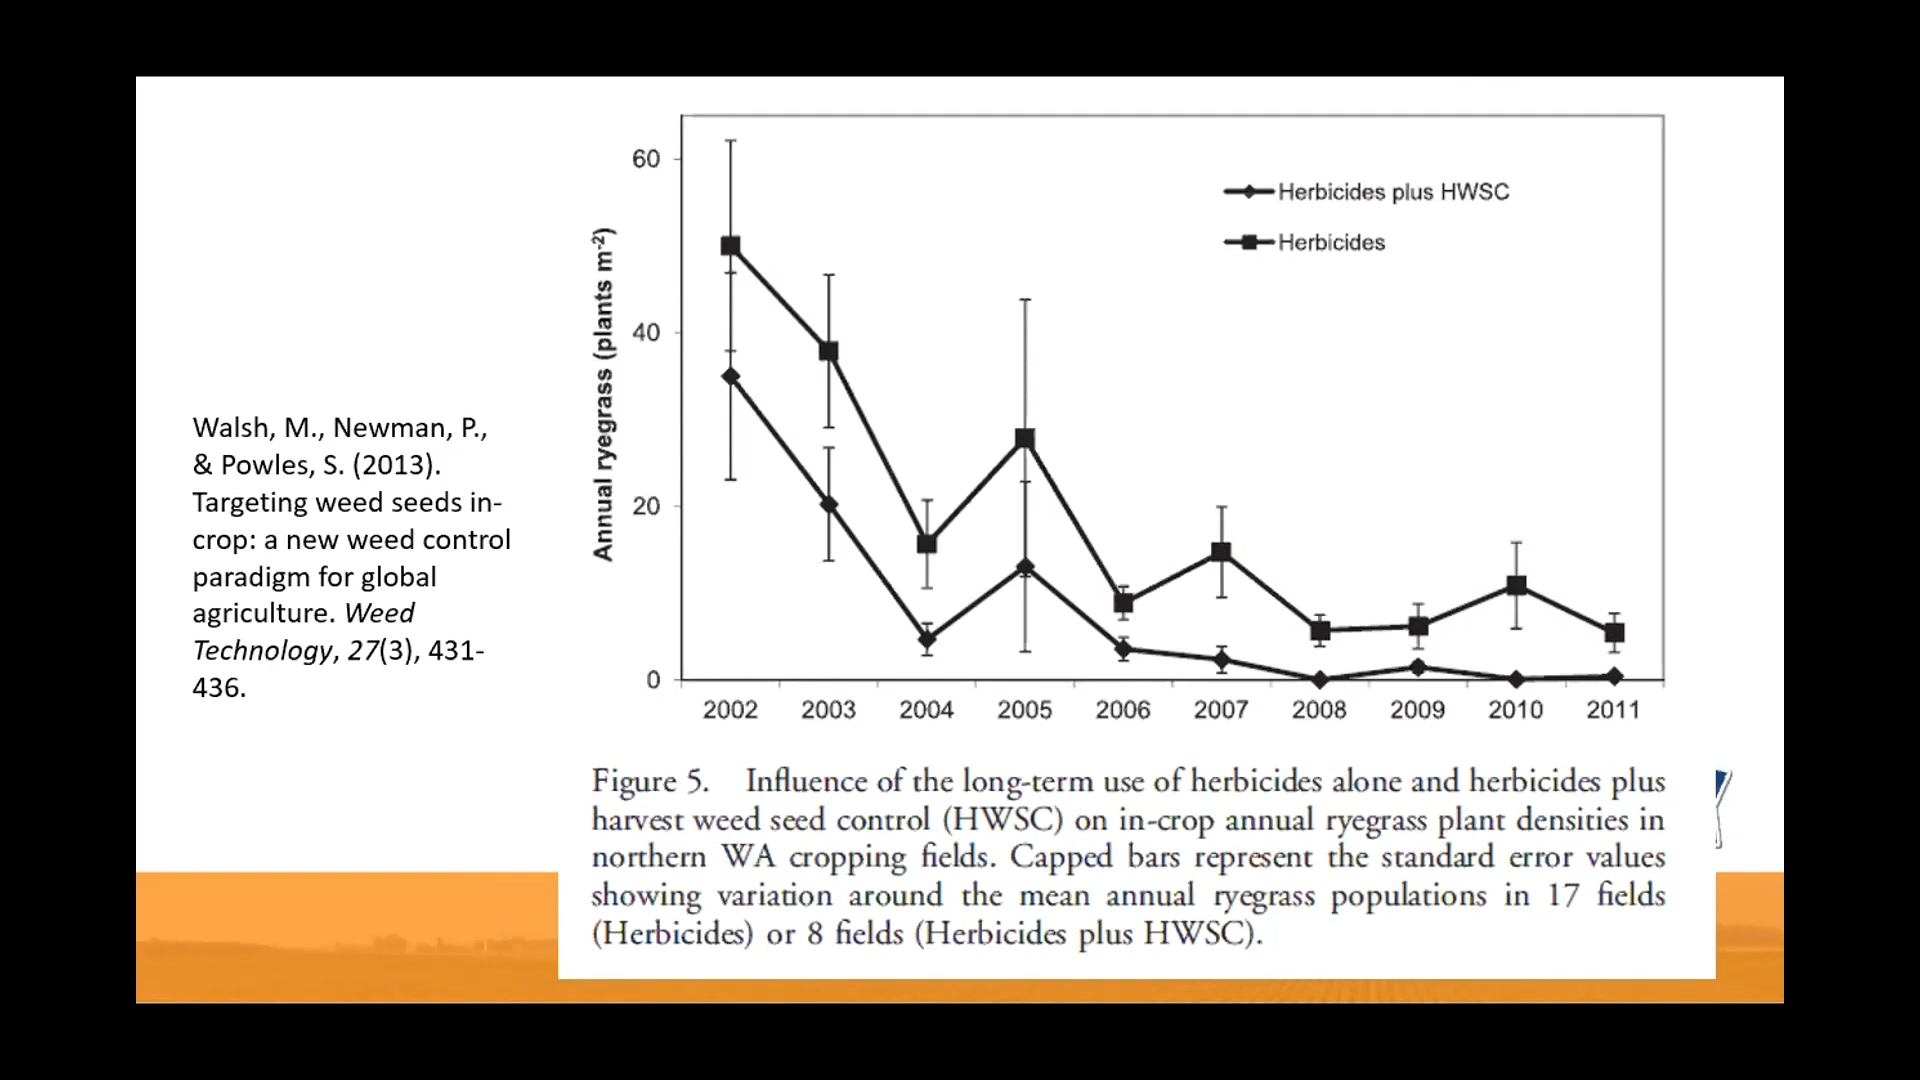 Walsh, M., Newman, P.,
& Powles, S. (2013).
Targeting weed seeds in-
crop: a new weed control
paradigm for global
agriculture. Weed
Technology, 27(3), 431-
436.
Annual ryegrass (plants m-2)
60
40
20
0
Herbicides plus HWSC
Herbicides
2002 2003 2004 2005 2006 2007 2008 2009 2010 2011
Figure 5. Influence of the long-term use of herbicides alone and herbicides plus
harvest weed seed control (HWSC) on in-crop annual ryegrass plant densities in
northern WA cropping fields. Capped bars represent the standard error values
showing variation around the mean annual ryegrass populations in 17 fields
(Herbicides) or 8 fields (Herbicides plus HWSC).